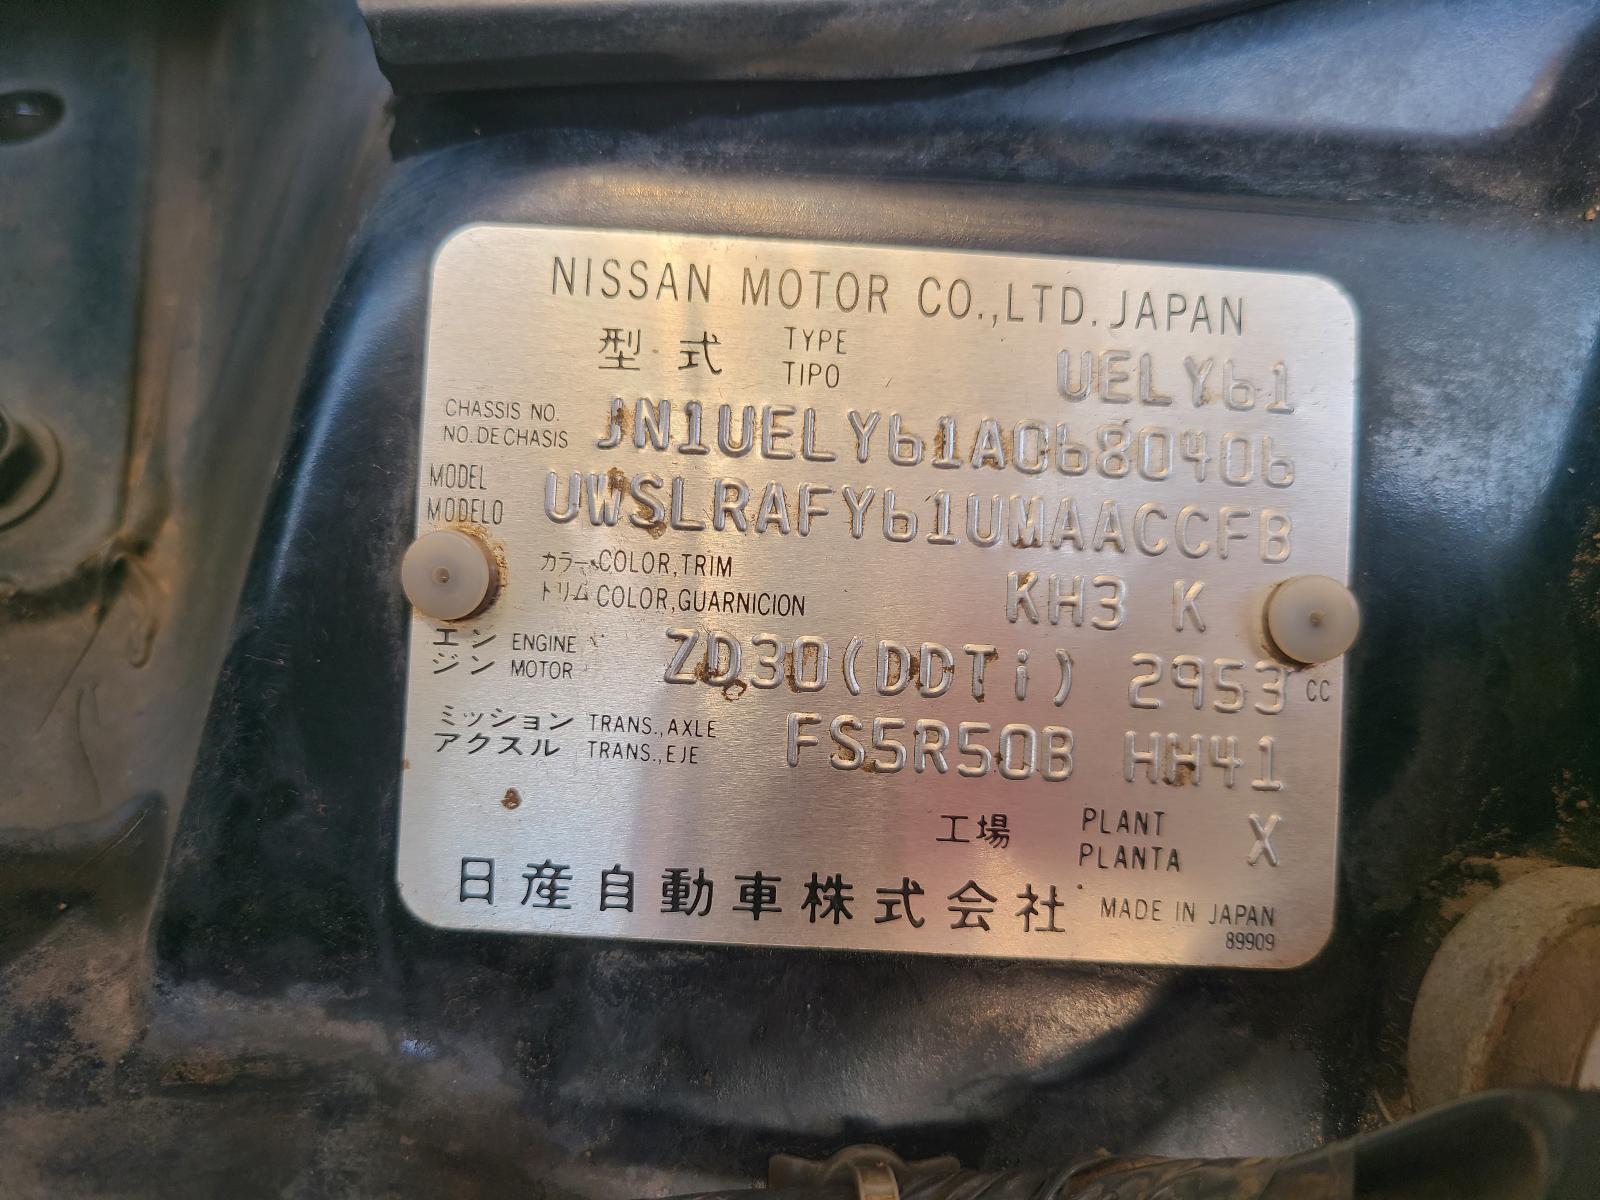 NISSAN MOTOR CO.,LTD. JAPAN
型 式 TYPE UELY61
TIPO
CHASSIS NO. JN1UELY61A0680406
NO. DE CHASIS
MODEL UWSLRAFY61UMAACCFB
MODELO
カラー、COLOR,TRIM KH3 K
トリム COLOR,GUARNICION
エン ENGINE ZD30(DDTi) 2953 CC
ジン MOTOR
ミッション TRANS.,AXLE FS5R50B HH41
アクスル TRANS.,EJE
工場 PLANT X
PLANTA
日産自動車株式会社 MADE IN JAPAN
89909